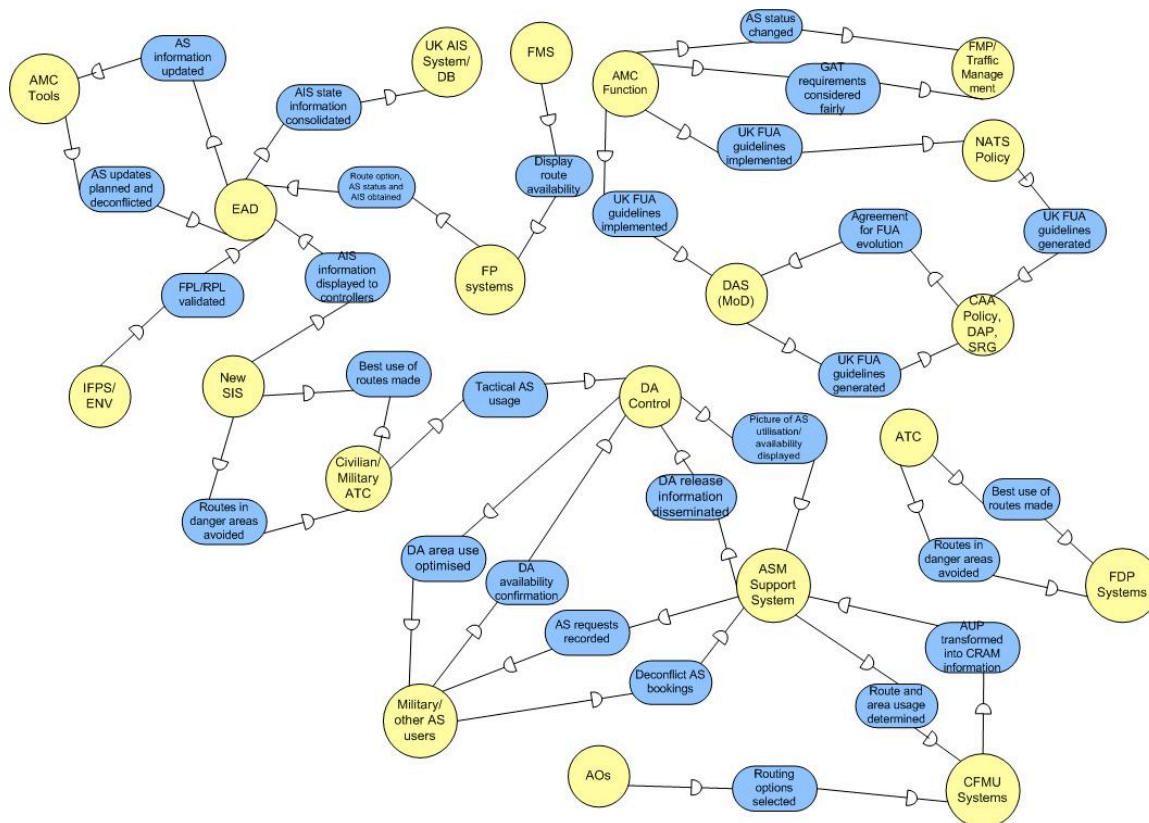 AS status
changed
AS
information
updated
UK AIS
System/
DB
FMS
FMP/
Traffic
Manage
ment
AMC
Tools
AMC
Function
GAT
requirements
considered
fairly
AIS state
information
consolidated
UK FUA
guidelines
implemented
NATS
Policy
Display
route
availability
AS updates
planned and
deconflicted
Route option,
AS status and
AIS obtained
EAD
UK FUA
guidelines
implemented
Agreement
for FUA
evolution
UK FUA
guidelines
generated
AIS
information
displayed to
controllers
FP
systems
FPL/RPL
validated
DAS
(MoD)
CAA
Policy,
DAP,
SRG
UK FUA
guidelines
generated
IFPS/
ENV
New
SIS
Best use of
routes made
Tactical AS
usage
DA
Control
Picture of AS
utilisation/
availability
displayed
ATC
Civilian/
Military
ATC
DA release
information
disseminated
Best use of
routes made
Routes in
danger areas
avoided
DA area use
optimised
DA
availability
confirmation
ASM
Support
System
Routes in
danger areas
avoided
FDP
Systems
AS requests
recorded
AUP
transformed
into CRAM
information
Deconflict AS
bookings
Route and
area usage
determined
Military/
other AS
users
AOs
Routing
options
selected
CFMU
Systems